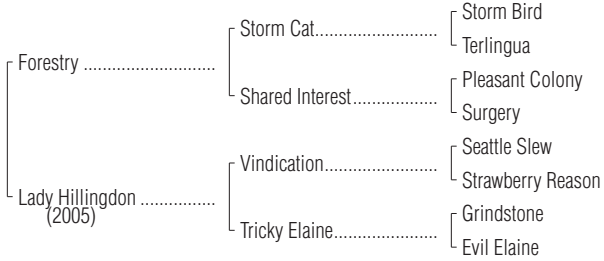 Storm Bird
Storm Cat
Terlingua
Forestry
Pleasant Colony
Shared Interest
Surgery
Seattle Slew
Vindication
Strawberry Reason
Lady Hillingdon
(2005)
Grindstone
Tricky Elaine
Evil Elaine